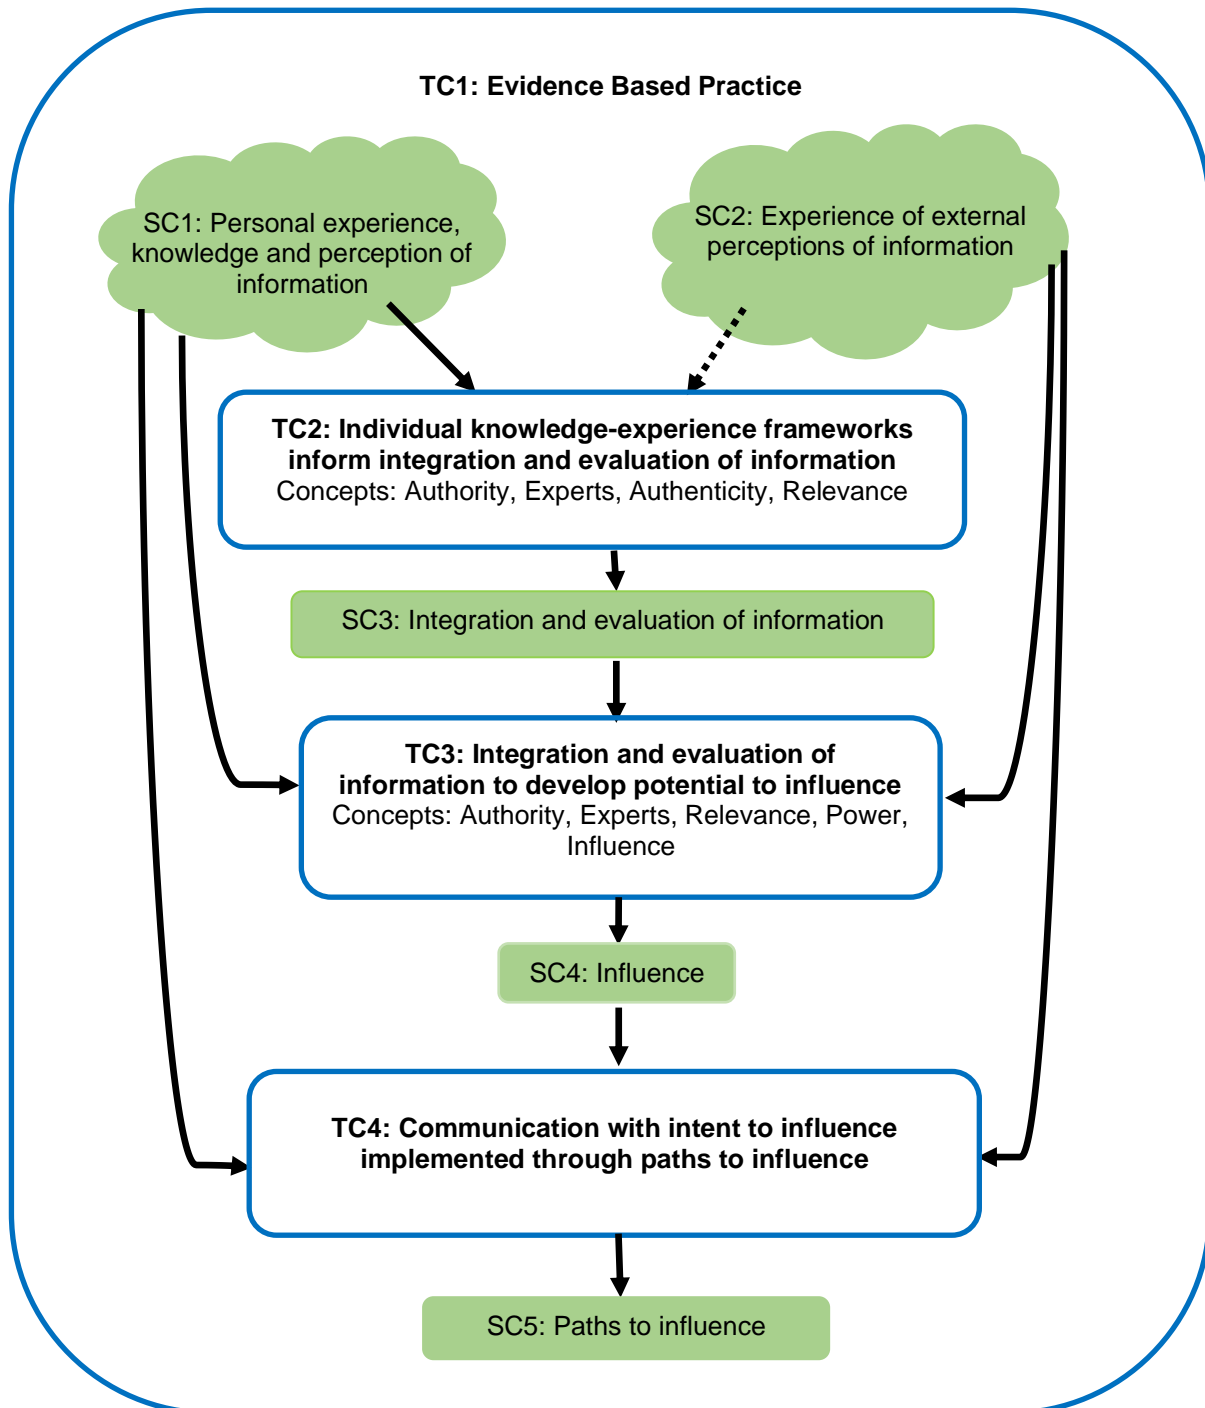 TC1: Evidence Based Practice
SC1: Personal experience,
knowledge and perception of
information
SC2: Experience of external
perceptions of information
TC2: Individual knowledge-experience frameworks
inform integration and evaluation of information
Concepts: Authority, Experts, Authenticity, Relevance
SC3: Integration and evaluation of information
TC3: Integration and evaluation of
information to develop potential to influence
Concepts: Authority, Experts, Relevance, Power,
Influence
SC4: Influence
TC4: Communication with intent to influence
implemented through paths to influence
SC5: Paths to influence